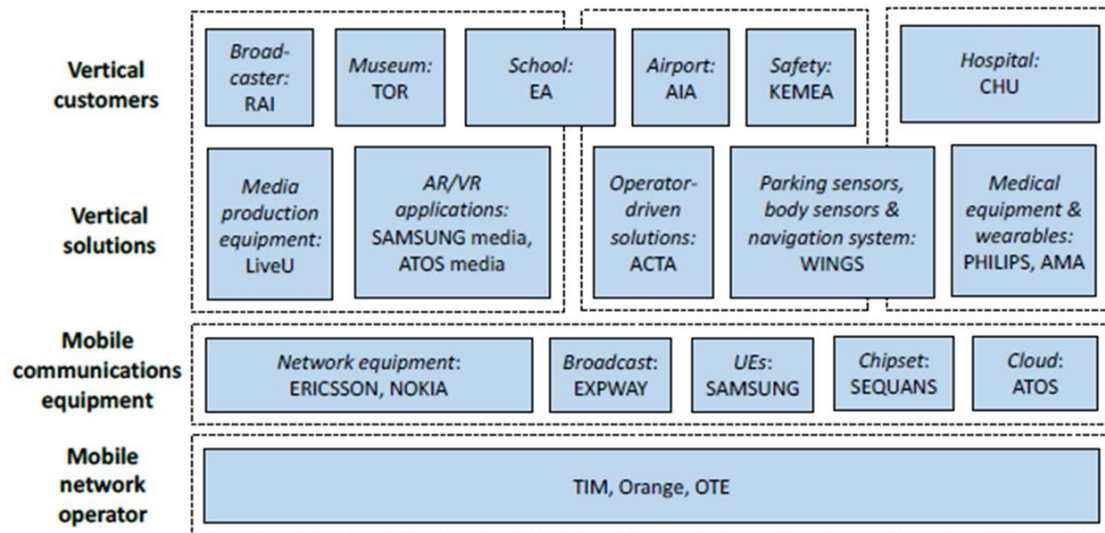 Vertical
customers
Broad-
caster:
RAI
Museum:
TOR
School:
EA
Airport:
AIA
Safety:
KEMEA
Hospital:
CHU
Vertical
solutions
Media
production
equipment:
LiveU
AR/VR
applications:
SAMSUNG media,
ATOS media
Operator-
driven
solutions:
ACTA
Parking sensors,
body sensors &
navigation system:
WINGS
Medical
equipment &
wearables:
PHILIPS, AMA
Mobile
communications
equipment
Network equipment:
ERICSSON, NOKIA
Broadcast:
EXPWAY
UEs:
SAMSUNG
Chipset:
SEQUANS
Cloud:
ATOS
Mobile
network
operator
TIM, Orange, OTE